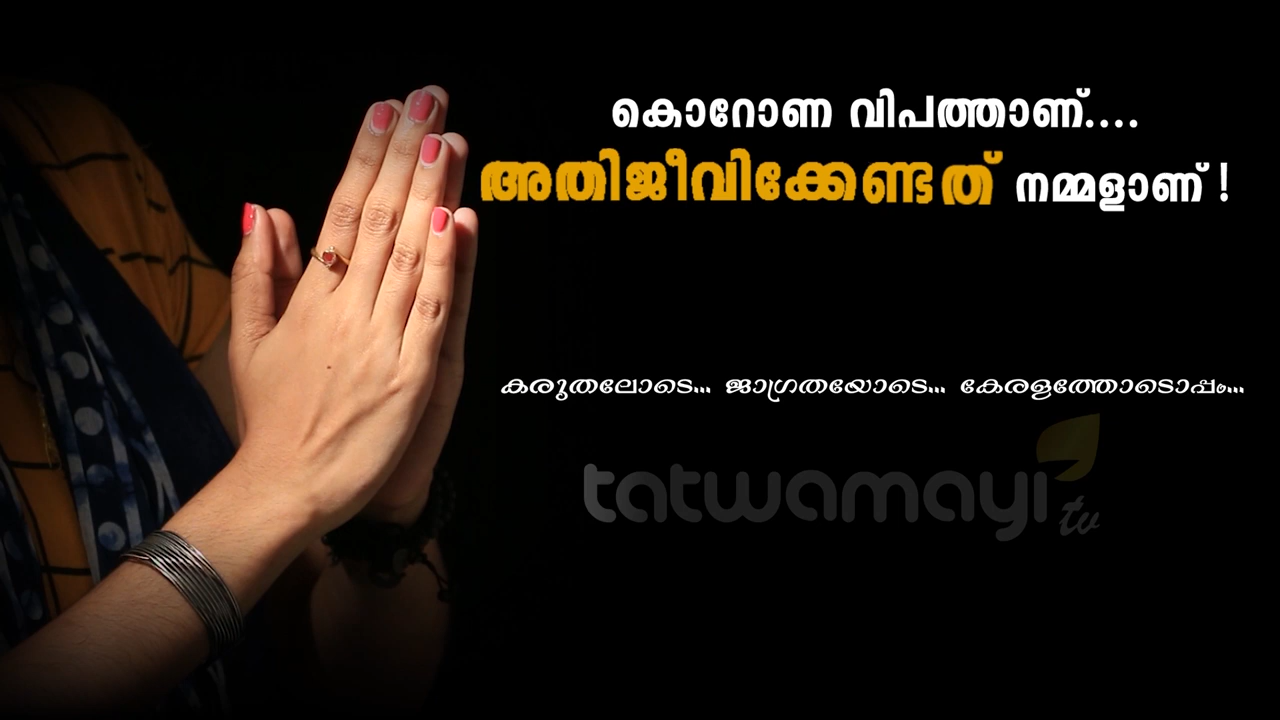 കൊറോണ വിപത്താണ്....
അതിജീവിക്കേണ്ടത് നമ്മളാണ് !
കരുതലോടെ... ജാഗ്രതയോടെ... കേരളത്തോടൊപ്പം...
tatwamayi
tv